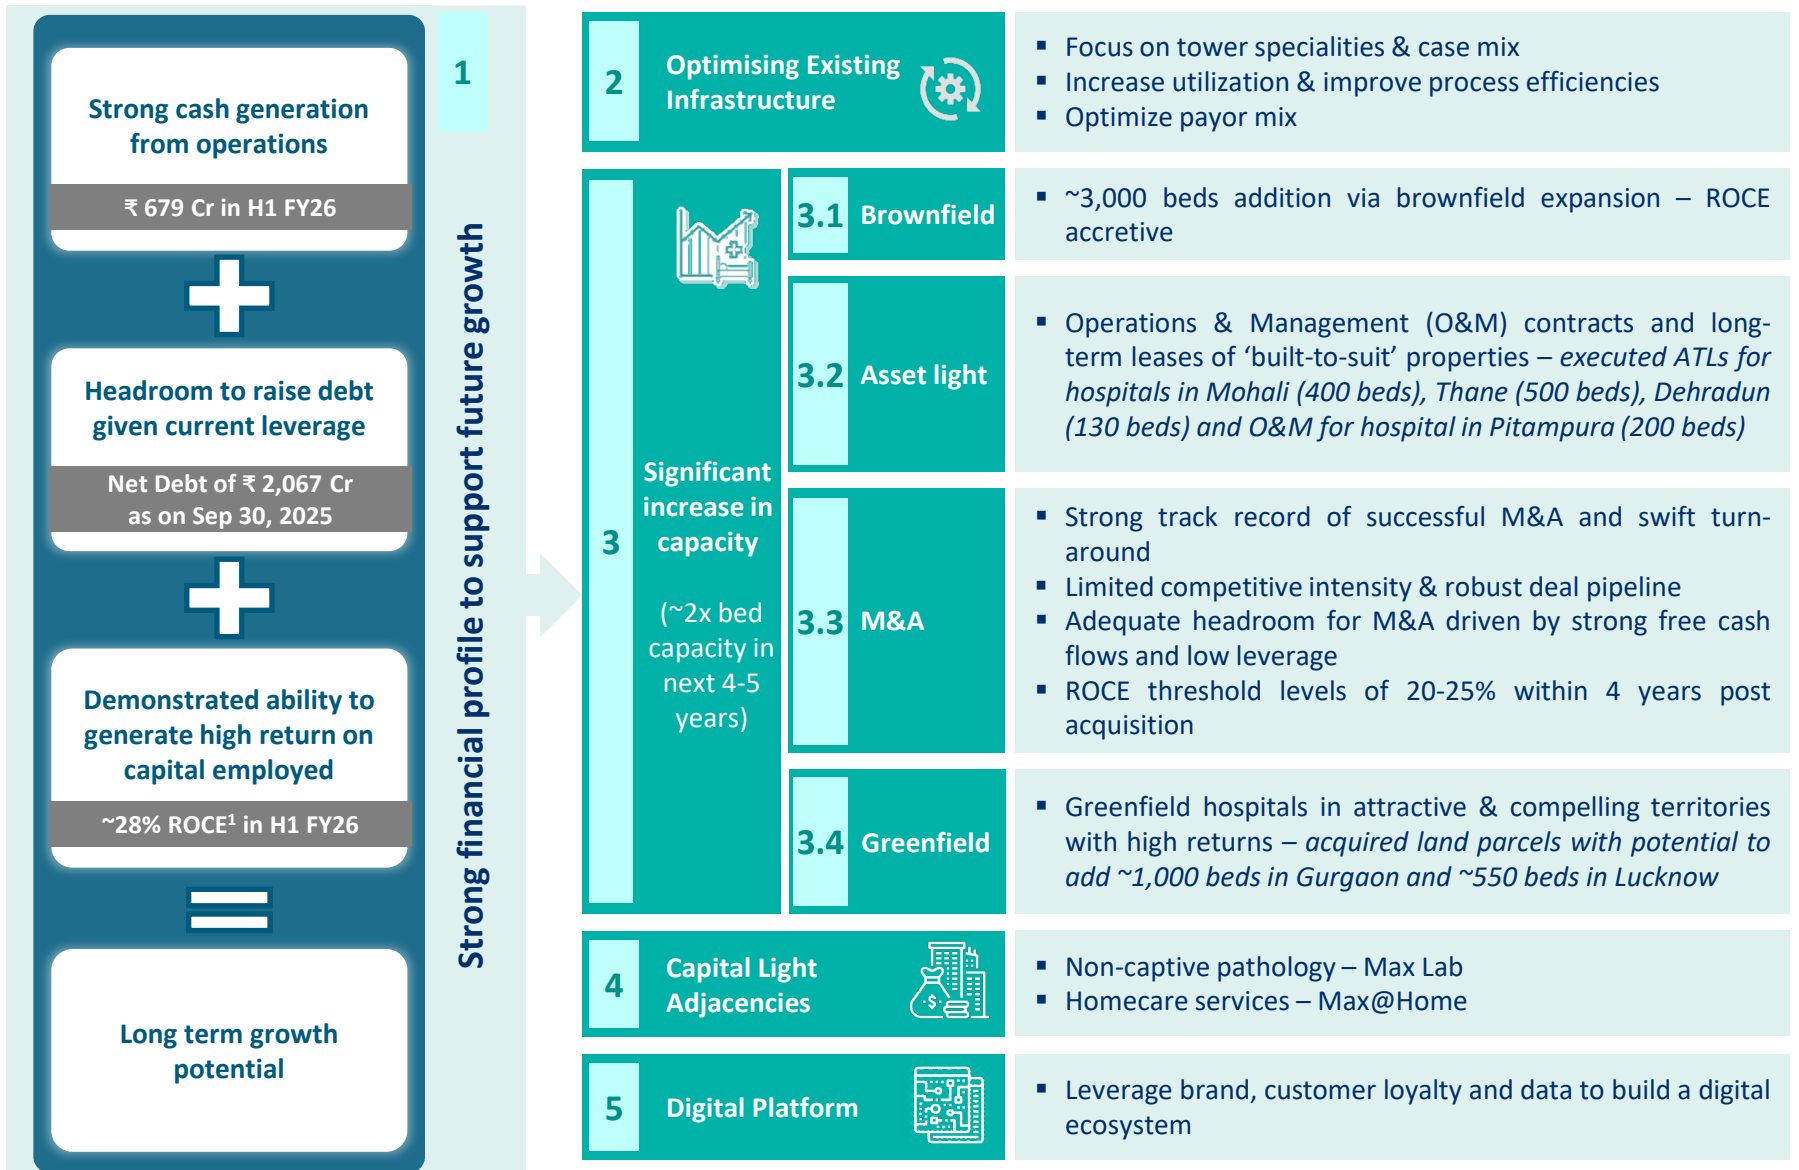 Strong cash generation
from operations
₹ 679 Cr in H1 FY26
Headroom to raise debt
given current leverage
Net Debt of ₹ 2,067 Cr
as on Sep 30, 2025
Demonstrated ability to
generate high return on
capital employed
~28% ROCE¹ in H1 FY26
Long term growth
potential
1
Strong financial profile to support future growth
2
Optimising Existing
Infrastructure
▪ Focus on tower specialities & case mix
▪ Increase utilization & improve process efficiencies
▪ Optimize payor mix
3
Significant
increase in
capacity
(~2x bed
capacity in
next 4-5
years)
3.1 Brownfield
▪ ~3,000 beds addition via brownfield expansion – ROCE
accretive
3.2 Asset light
▪ Operations & Management (O&M) contracts and long-
term leases of ‘built-to-suit’ properties – executed ATLs for
hospitals in Mohali (400 beds), Thane (500 beds), Dehradun
(130 beds) and O&M for hospital in Pitampura (200 beds)
3.3 M&A
▪ Strong track record of successful M&A and swift turn-
around
▪ Limited competitive intensity & robust deal pipeline
▪ Adequate headroom for M&A driven by strong free cash
flows and low leverage
▪ ROCE threshold levels of 20-25% within 4 years post
acquisition
3.4 Greenfield
▪ Greenfield hospitals in attractive & compelling territories
with high returns – acquired land parcels with potential to
add ~1,000 beds in Gurgaon and ~550 beds in Lucknow
4
Capital Light
Adjacencies
$
▪ Non-captive pathology – Max Lab
▪ Homecare services – Max@Home
5
Digital Platform
▪ Leverage brand, customer loyalty and data to build a digital
ecosystem